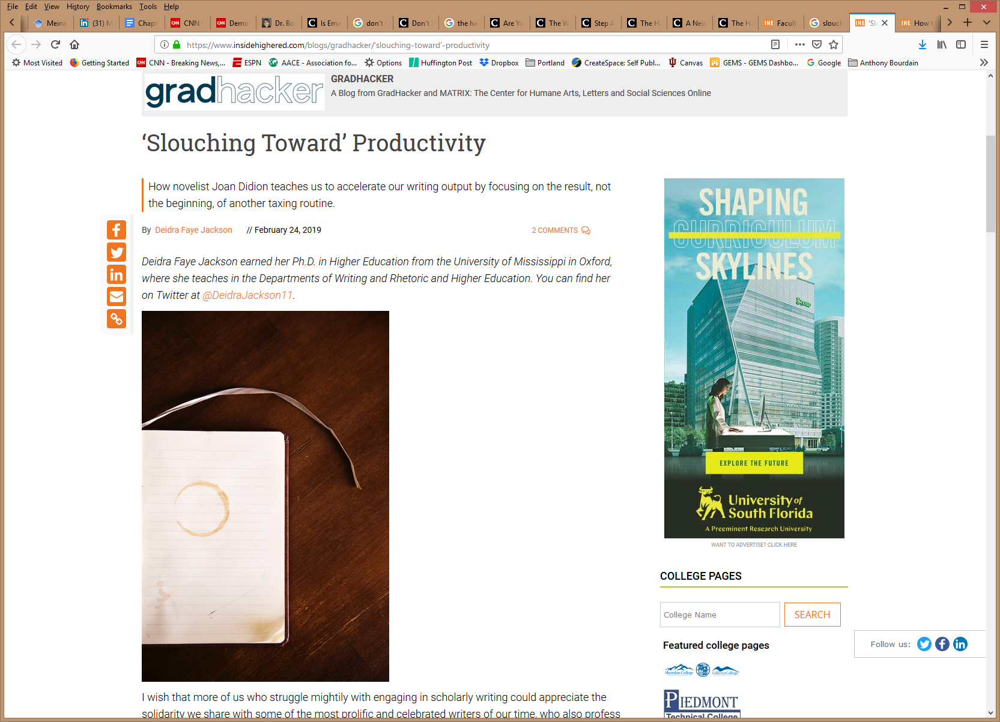 File Edit View History Bookmarks Tools Help
Meina (31) M Chapn CNN - Demo Dr. Bo Is Ema don't Don't the ha Are Yo The W Step A The H A New The H Facult slouch 'Slo How t
https://www.insidehighered.com/blogs/gradhacker/'slouching-toward'-productivity
Most Visited Getting Started CNN - Breaking News,... ESPN AACE - Association fo... Options Huffington Post Dropbox Portland CreateSpace: Self Publ... Canvas GEMS - GEMS Dashbo... Google Anthony Bourdain
gradhacker
GRADHACKER
A Blog from GradHacker and MATRIX: The Center for Humane Arts, Letters and Social Sciences Online
‘Slouching Toward’ Productivity
How novelist Joan Didion teaches us to accelerate our writing output by focusing on the result, not
the beginning, of another taxing routine.
By Deidra Faye Jackson // February 24, 2019
2 COMMENTS
Deidra Faye Jackson earned her Ph.D. in Higher Education from the University of Mississippi in Oxford,
where she teaches in the Departments of Writing and Rhetoric and Higher Education. You can find her
on Twitter at @DeidraJackson11.
I wish that more of us who struggle mightily with engaging in scholarly writing could appreciate the
solidarity we share with some of the most prolific and celebrated writers of our time, who also profess
SHAPING
CURRICULUM
SKYLINES
USF
EXPLORE THE FUTURE
University of
South Florida
A Preeminent Research University
WANT TO ADVERTISE? CLICK HERE
COLLEGE PAGES
College Name
SEARCH
Featured college pages
Sheridan College GilletteCollege
PIEDMONT
Technical College
Follow us: